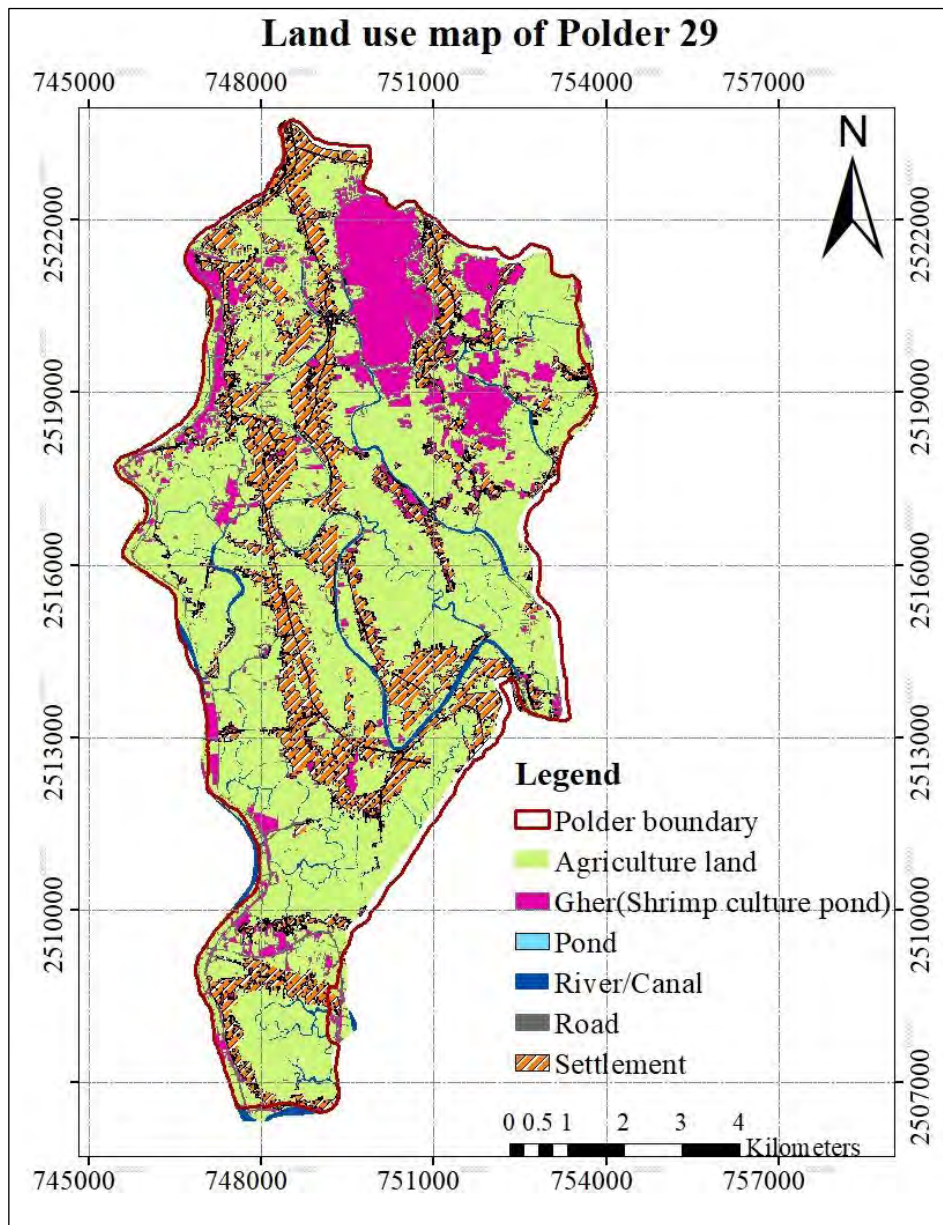 Land use map of Polder 29
745000 748000 751000 754000 757000
N
2522000 2522000
2519000 2519000
2516000 2516000
2513000 2513000
Legend
Polder boundary
Agriculture land
Gher(Shrimp culture pond)
2510000 2510000
Pond
River/Canal
Road
Settlement
2507000 2507000
0 0.5 1 2 3 4
Kilometers
745000 748000 751000 754000 757000